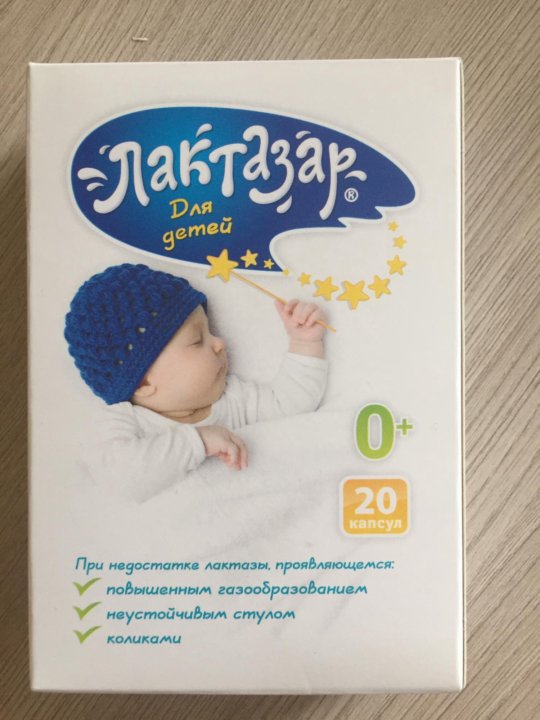 Лактазар®
Для
детей
0+
20
капсул
При недостатке лактазы, проявляющемся:
повышенным газообразованием
неустойчивым стулом
коликами